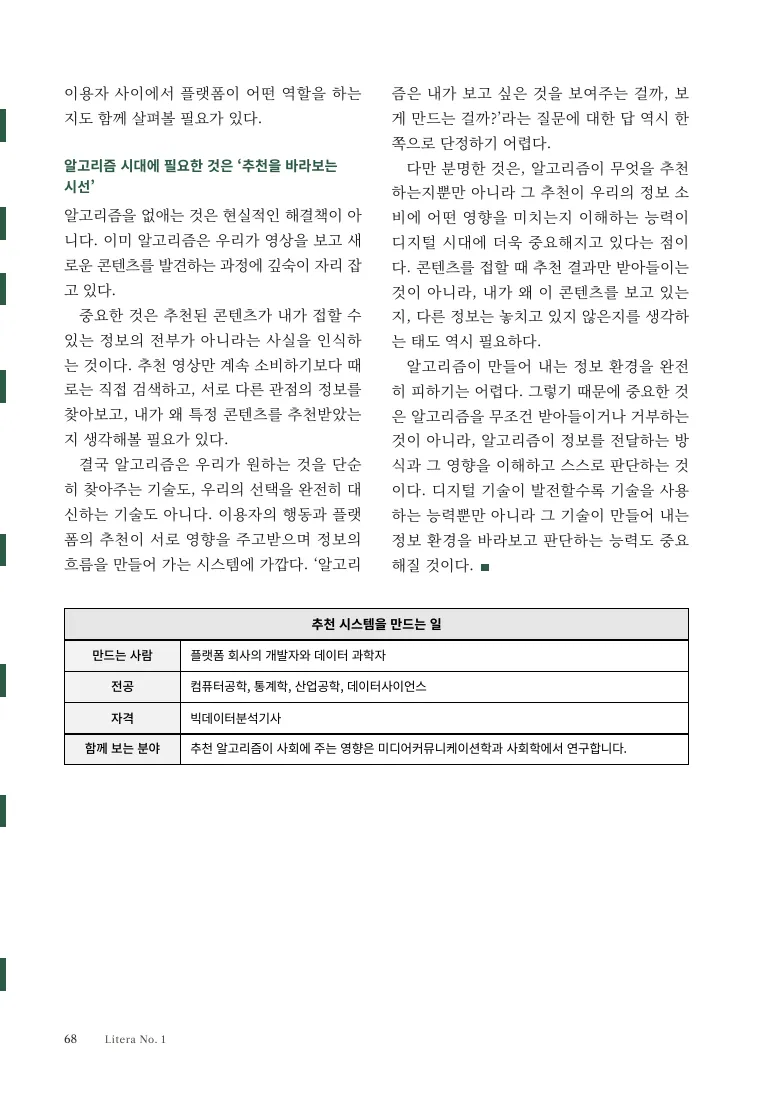 이용자 사이에서 플랫폼이 어떤 역할을 하는
지도 함께 살펴볼 필요가 있다.
알고리즘 시대에 필요한 것은 ‘추천을 바라보는
시선’
알고리즘을 없애는 것은 현실적인 해결책이 아
니다. 이미 알고리즘은 우리가 영상을 보고 새
로운 콘텐츠를 발견하는 과정에 깊숙이 자리 잡
고 있다.
중요한 것은 추천된 콘텐츠가 내가 접할 수
있는 정보의 전부가 아니라는 사실을 인식하
는 것이다. 추천 영상만 계속 소비하기보다 때
로는 직접 검색하고, 서로 다른 관점의 정보를
찾아보고, 내가 왜 특정 콘텐츠를 추천받았는
지 생각해볼 필요가 있다.
결국 알고리즘은 우리가 원하는 것을 단순
히 찾아주는 기술도, 우리의 선택을 완전히 대
신하는 기술도 아니다. 이용자의 행동과 플랫
폼의 추천이 서로 영향을 주고받으며 정보의
흐름을 만들어 가는 시스템에 가깝다. ‘알고리
즘은 내가 보고 싶은 것을 보여주는 걸까, 보
게 만드는 걸까?’라는 질문에 대한 답 역시 한
쪽으로 단정하기 어렵다.
다만 분명한 것은, 알고리즘이 무엇을 추천
하는지뿐만 아니라 그 추천이 우리의 정보 소
비에 어떤 영향을 미치는지 이해하는 능력이
디지털 시대에 더욱 중요해지고 있다는 점이
다. 콘텐츠를 접할 때 추천 결과만 받아들이는
것이 아니라, 내가 왜 이 콘텐츠를 보고 있는
지, 다른 정보는 놓치고 있지 않은지를 생각하
는 태도 역시 필요하다.
알고리즘이 만들어 내는 정보 환경을 완전
히 피하기는 어렵다. 그렇기 때문에 중요한 것
은 알고리즘을 무조건 받아들이거나 거부하는
것이 아니라, 알고리즘이 정보를 전달하는 방
식과 그 영향을 이해하고 스스로 판단하는 것
이다. 디지털 기술이 발전할수록 기술을 사용
하는 능력뿐만 아니라 그 기술이 만들어 내는
정보 환경을 바라보고 판단하는 능력도 중요
해질 것이다. ■
추천 시스템을 만드는 일
만드는 사람 플랫폼 회사의 개발자와 데이터 과학자
전공 컴퓨터공학, 통계학, 산업공학, 데이터사이언스
자격 빅데이터분석기사
함께 보는 분야 추천 알고리즘이 사회에 주는 영향은 미디어커뮤니케이션학과 사회학에서 연구합니다.
68 Litera No. 1